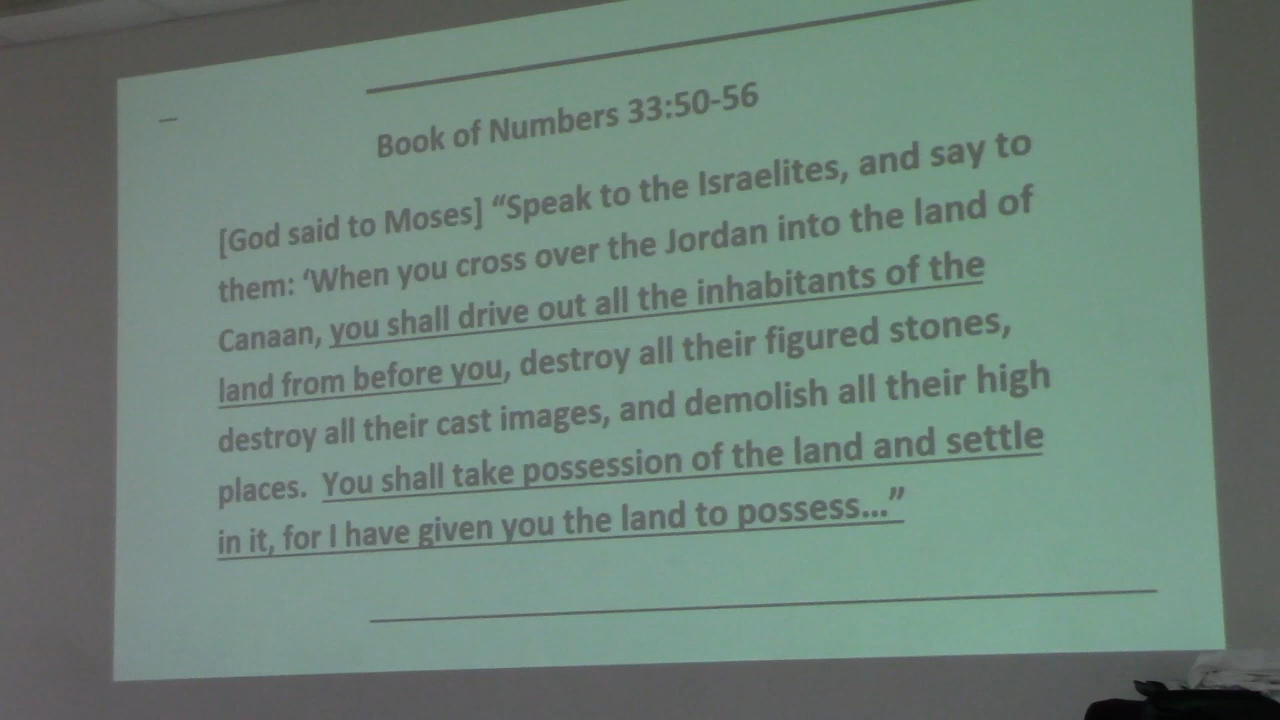 Book of Numbers 33:50-56
[God said to Moses] “Speak to the Israelites, and say to
them: ‘When you cross over the Jordan into the land of
Canaan, you shall drive out all the inhabitants of the
land from before you, destroy all their figured stones,
destroy all their cast images, and demolish all their high
places. You shall take possession of the land and settle
in it, for I have given you the land to possess…”